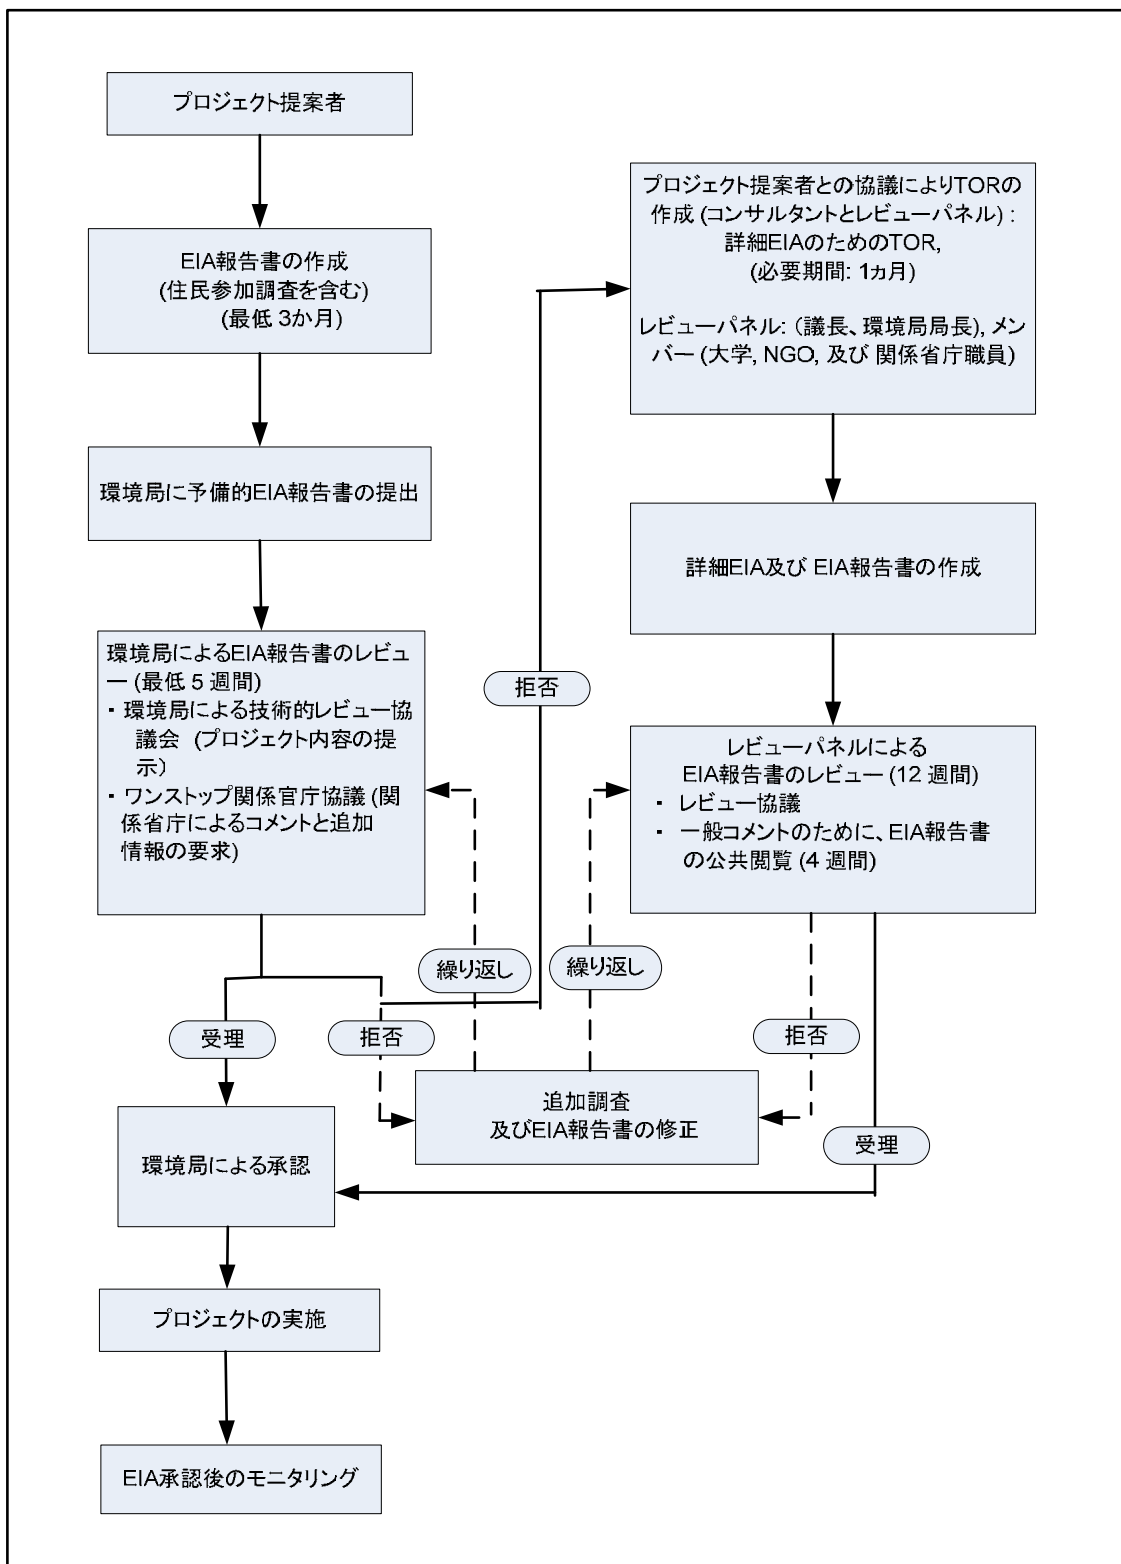 プロジェクト提案者
EIA報告書の作成
(住民参加調査を含む)
(最低 3か月)
環境局に予備的EIA報告書の提出
環境局によるEIA報告書のレビュ
ー (最低 5 週間)
・ 環境局による技術的レビュー協
議会 (プロジェクト内容の提
示)
・ ワンストップ関係官庁協議 (関
係省庁によるコメントと追加
情報の要求)
受理
拒否
環境局による承認
プロジェクトの実施
EIA承認後のモニタリング
拒否
繰り返し
繰り返し
追加調査
及びEIA報告書の修正
プロジェクト提案者との協議によりTORの
作成 (コンサルタントとレビューパネル) :
詳細EIAのためのTOR,
(必要期間: 1ヵ月)
レビューパネル: (議長、環境局局長), メン
バー (大学, NGO, 及び 関係省庁職員)
詳細EIA及び EIA報告書の作成
レビューパネルによる
EIA報告書のレビュー (12 週間)
・ レビュー協議
・ 一般コメントのために、EIA報告書
の公共閲覧 (4 週間)
拒否
受理